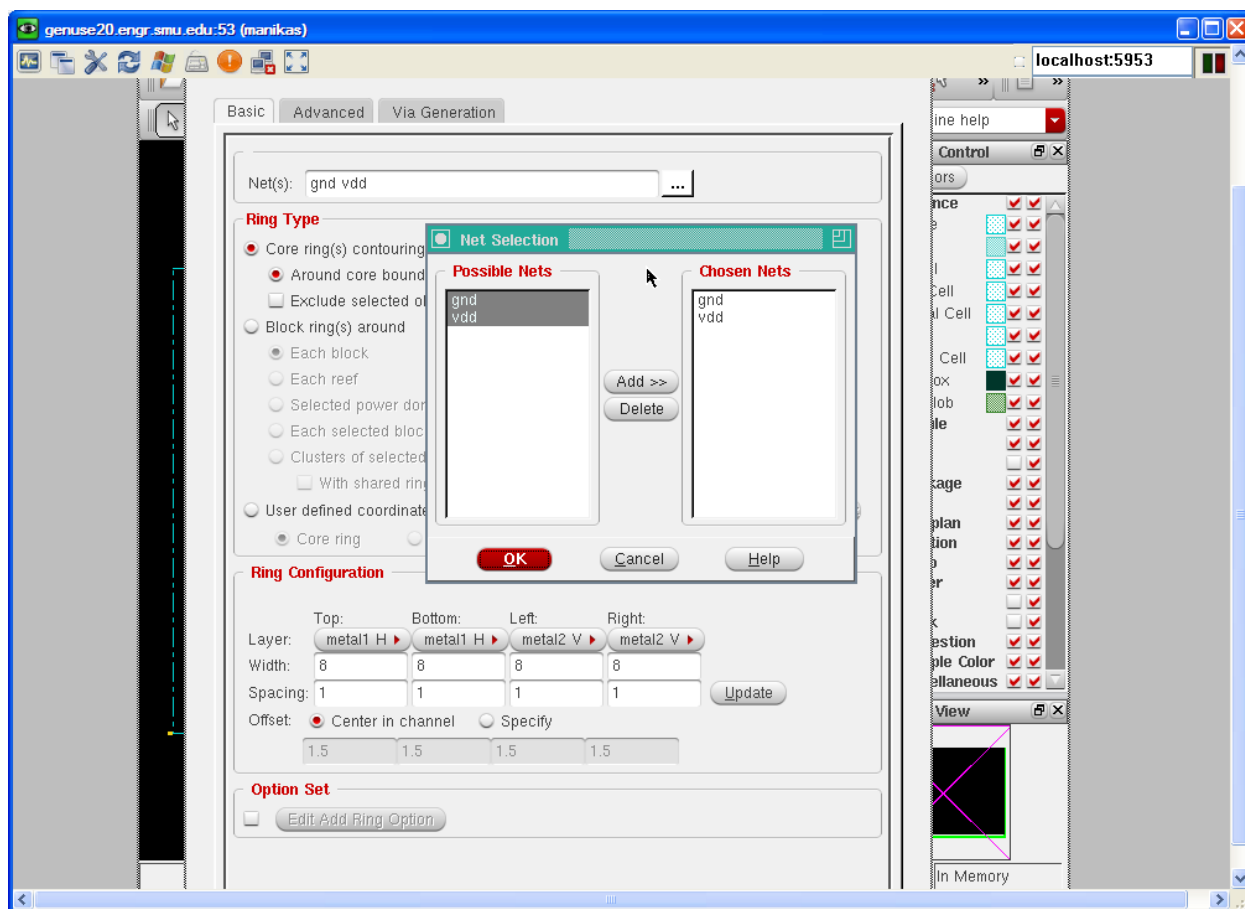 genuse20.engr.smu.edu:53 (manikas)
localhost:5953
Basic Advanced Via Generation
ine help
Control
ors
Net(s): gnd vdd ...
nce
Ring Type
Net Selection
Core ring(s) contouring
Possible Nets Chosen Nets
Around core bound
Cell
Exclude selected
gnd gnd
vdd vdd
Cell
Block ring(s) around
Each block
Cell
Each reef
Add >>
ox
Selected power
Delete
lob
Each selected bloc
le
Clusters of selected
With shared ring
kage
User defined coordinate
plan
Core ring
tion
OK Cancel Help
Ring Configuration
er
Top: Bottom: Left: Right:
Layer: metal1 H metal1 H metal2 V metal2 V
estion
Width: 8 8 8 8
ple Color
Spacing: 1 1 1 1 Update
ellaneous
Offset: Center in channel Specify
View
1.5 1.5 1.5 1.5
Option Set
Edit Add Ring Option
In Memory